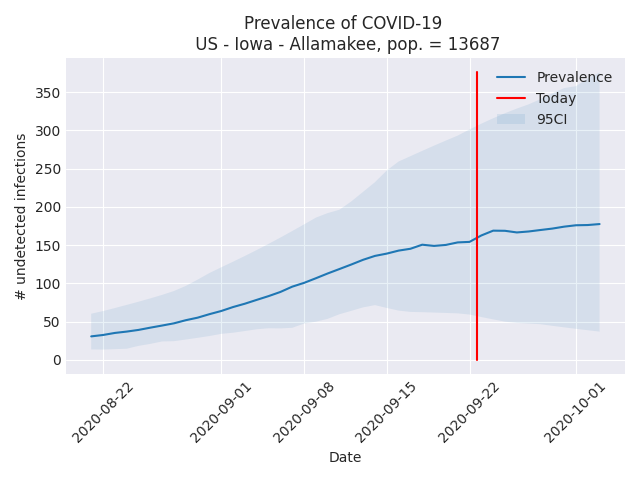 Prevalence of COVID-19
US - Iowa - Allamakee, pop. = 13687
Prevalence
Today
95CI
# undetected infections
350
300
250
200
150
100
50
0
2020-08-22
2020-09-01
2020-09-08
2020-09-15
2020-09-22
2020-10-01
Date